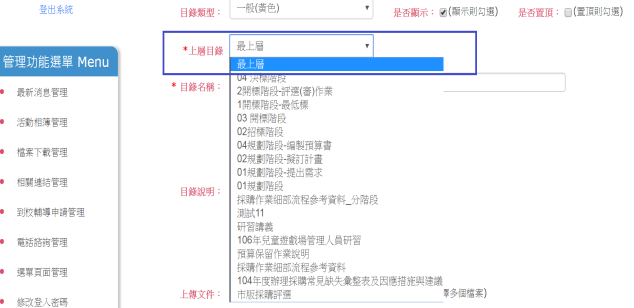 登出系統
目錄類型： 一般(黃色) 是否顯示： (顯示則勾選) 是否置頂： (置頂則勾選)
*上層目錄 最上層
管理功能選單 Menu
最上層
04 決標階段
*目錄名稱：
最新消息管理
2開標階段-評選(審)作業
1開標階段-最低標
03 開標階段
活動相簿管理
02招標階段
04規劃階段-編製預算書
檔案下載管理
02規劃階段-擬訂計畫
01規劃階段-提出需求
相關連結管理
01規劃階段
目錄說明：
採購作業細部流程參考資料_分階段
到校輔導申請管理
測試11
研習講義
電話諮詢管理
106年兒童遊戲場管理人員研習
預算保留作業說明
選單頁面管理
採購作業細部流程參考資料
104年度辦理採購常見缺失彙整表及因應措施與建議
上傳文件： 市版採購評選 多個檔案)
修改登入密碼